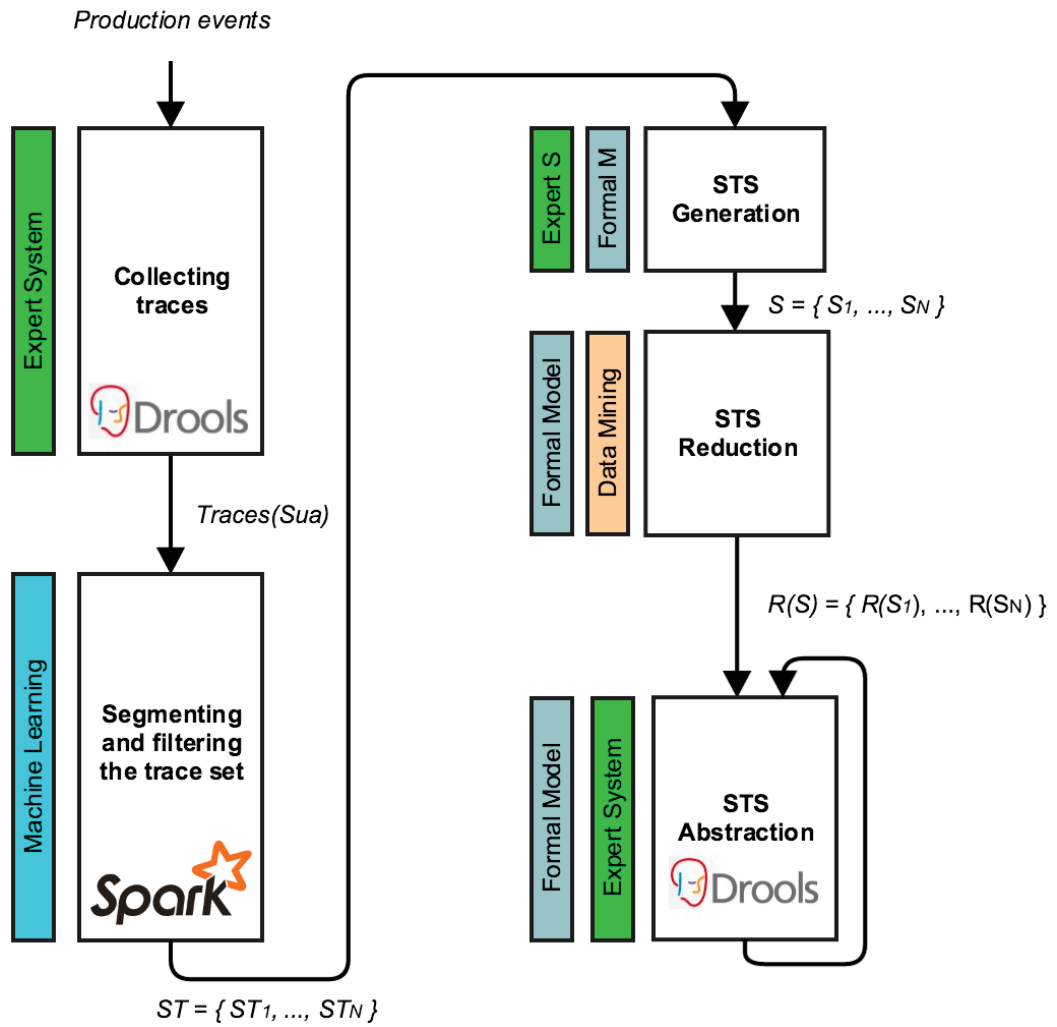 Production events
Expert System
Collecting
traces
Drools
Traces(Sua)
Machine Learning
Segmenting
and filtering
the trace set
Spark
ST = { ST1, ..., STN }
Expert S
Formal M
STS
Generation
S = { S1, ..., SN }
Formal Model
Data Mining
STS
Reduction
R(S) = { R(S1), ..., R(SN) }
Formal Model
Expert System
STS
Abstraction
Drools